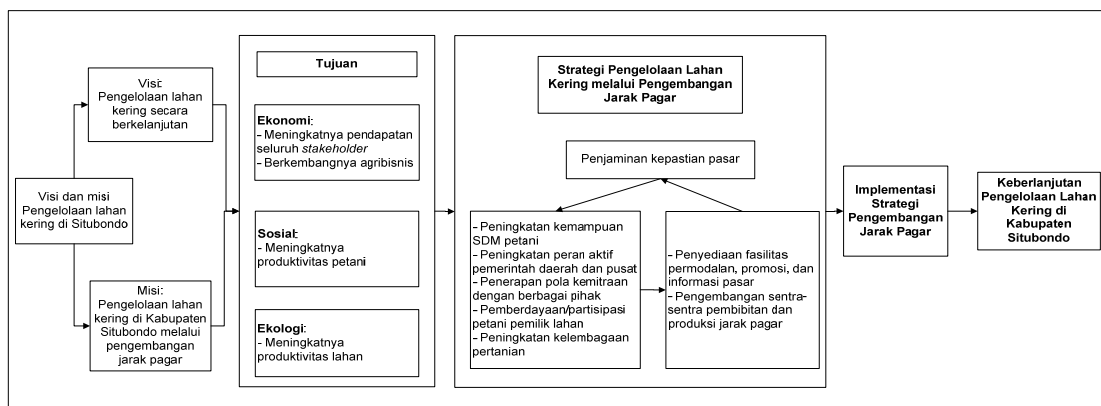 Visi dan misi
Pengelolaan lahan
kering di Situbondo
Visi:
Pengelolaan lahan
kering secara
berkelanjutan
Misi:
Pengelolaan lahan
kering di Kabupaten
Situbondo melalui
pengembangan
jarak pagar
Tujuan
Ekonomi:
- Meningkatnya pendapatan
seluruh stakeholder
- Berkembangnya agribisnis
Sosial:
- Meningkatnya
produktivitas petani
Ekologi:
- Meningkatnya
produktivitas lahan
Strategi Pengelolaan Lahan
Kering melalui Pengembangan
Jarak Pagar
Penjaminan kepastian pasar
- Peningkatan kemampuan
SDM petani
- Peningkatan peran aktif
pemerintah daerah dan pusat
- Penerapan pola kemitraan
dengan berbagai pihak
- Pemberdayaan/partisipasi
petani pemilik lahan
- Peningkatan kelembagaan
pertanian
- Penyediaan fasilitas
permodalan, promosi, dan
informasi pasar
- Pengembangan sentra-
sentra pembibitan dan
produksi jarak pagar
Implementasi
Strategi
Pengembangan
Jarak Pagar
Keberlanjutan
Pengelolaan Lahan
Kering di
Kabupaten
Situbondo